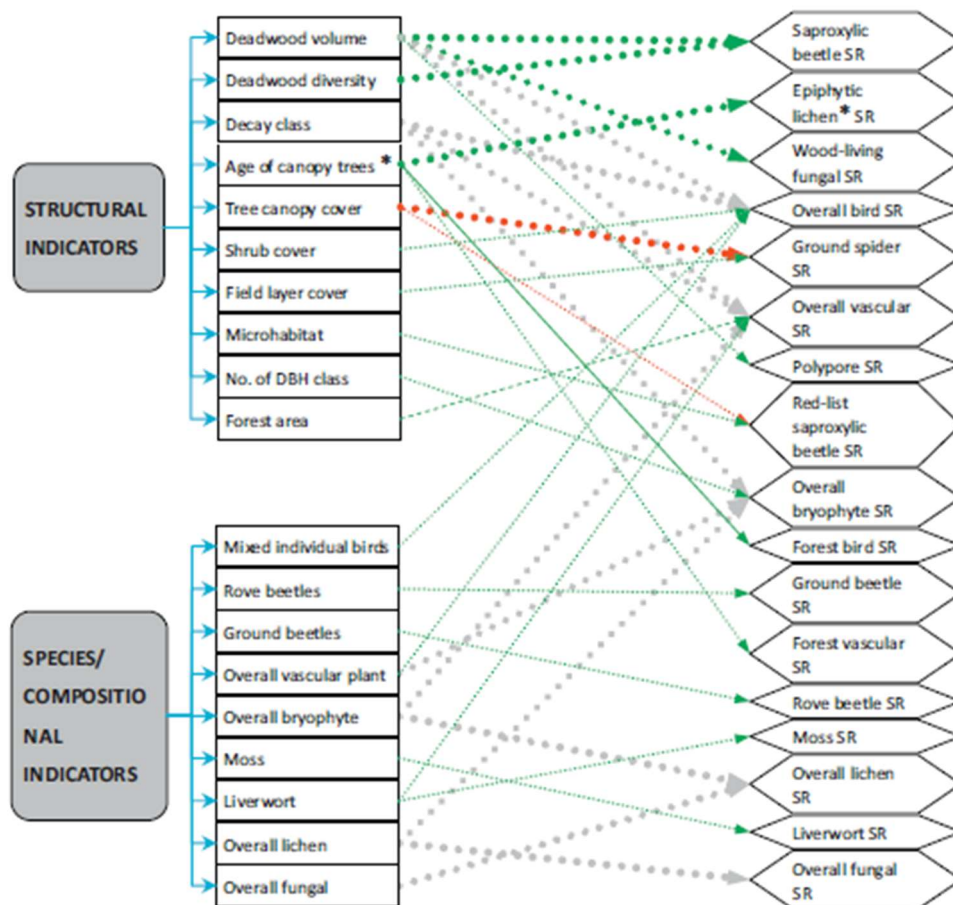 STRUCTURAL
INDICATORS
Deadwood volume
Deadwood diversity
Decay class
Age of canopy trees *
Tree canopy cover
Shrub cover
Field layer cover
Microhabitat
No. of DBH class
Forest area
SPECIES/
COMPOSITIO
NAL
INDICATORS
Mixed individual birds
Rove beetles
Ground beetles
Overall vascular plant
Overall bryophyte
Moss
Liverwort
Overall lichen
Overall fungal
Saproxylic
beetle SR
Epiphytic
lichen* SR
Wood-living
fungal SR
Overall bird SR
Ground spider
SR
Overall vascular
SR
Polypore SR
Red-list
saproxylic
beetle SR
Overall
bryophyte SR
Forest bird SR
Ground beetle
SR
Forest vascular
SR
Rove beetle SR
Moss SR
Overall lichen
SR
Liverwort SR
Overall fungal
SR